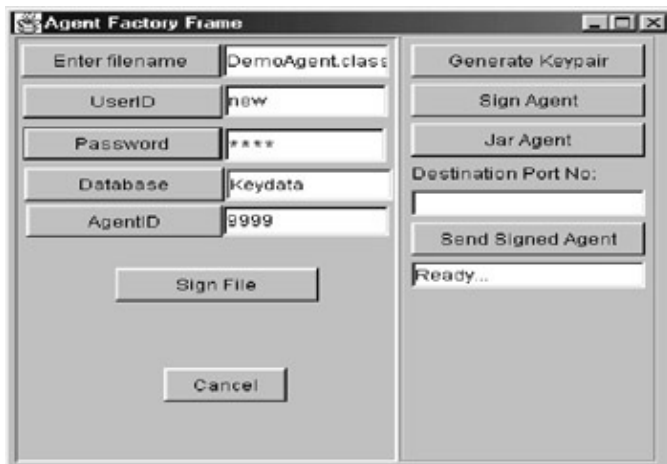 Agent Factory Frame
Enter filename DemoAgent.class
UserID new
Password ****
Database Keydata
AgentID 9999
Sign File
Cancel
Generate Keypair
Sign Agent
Jar Agent
Destination Port No:
Send Signed Agent
Ready...